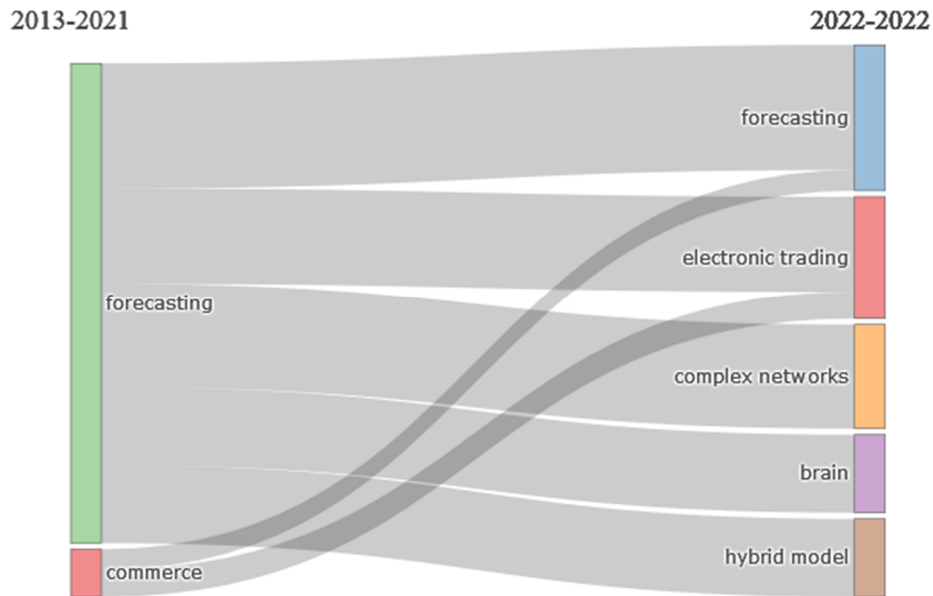 2013-2021
2022-2022
forecasting
electronic trading
forecasting
complex networks
brain
hybrid model
commerce